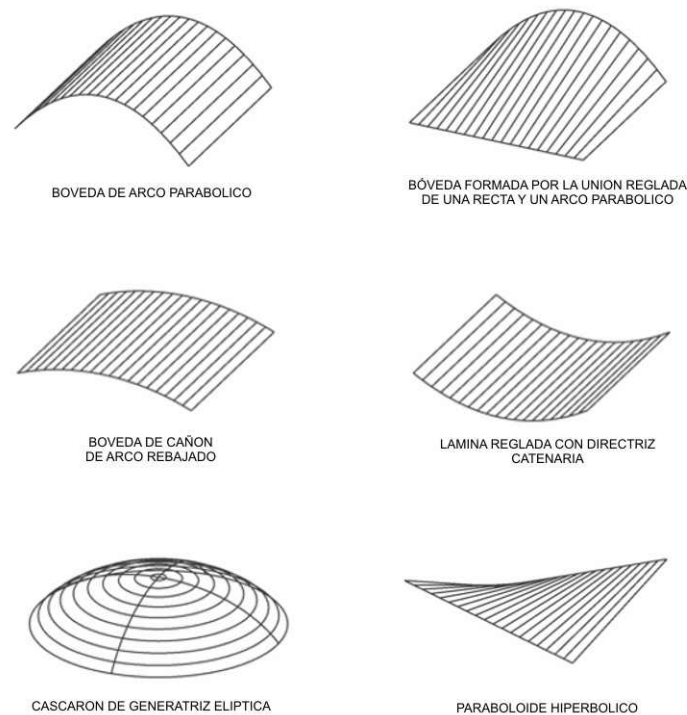 BOVEDA DE ARCO PARABOLICO
BÓVEDA FORMADA POR LA UNION REGLADA
DE UNA RECTA Y UN ARCO PARABOLICO
BOVEDA DE CAÑON
DE ARCO REBAJADO
LAMINA REGLADA CON DIRECTRIZ
CATENARIA
CASCARON DE GENERATRIZ ELIPTICA
PARABOLOIDE HIPERBOLICO